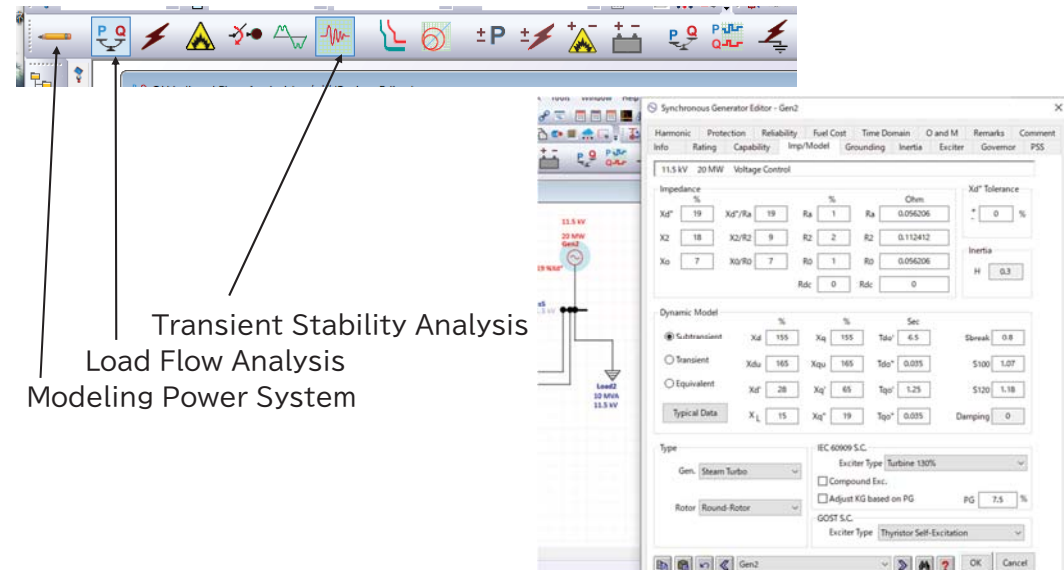 P Q
±P
P Q
P
Q
Tools Window Help
Transient Stability Analysis
Load Flow Analysis
Modeling Power System
11.5 kV
20 MW
Gen2
19 %Xd"
Load2
10 MVA
11.5 kV
Synchronous Generator Editor - Gen2
Harmonic Protection Reliability Fuel Cost Time Domain O and M Remarks Comment
Info Rating Capability Imp/Model Grounding Inertia Exciter Governor PSS
11.5 kV 20 MW Voltage Control
Impedance
Xd" Tolerance
% % Ohm
Xd" 19 Xd"/Ra 19 Ra 1 Ra 0.056206 0 %
X2 18 X2/R2 9 R2 2 R2 0.112412
Inertia
Xo 7 X0/R0 7 R0 1 R0 0.056206 H 0.3
Rdc 0 Rdc 0
Dynamic Model
% % Sec
Subtransient Xd 155 Xq 155 Tdo' 6.5 Sbreak 0.8
Transient Xdu 165 Xqu 165 Tdo" 0.035 S100 1.07
Equivalent Xd' 28 Xq' 65 Tqo' 1.25 S120 1.18
Typical Data XL 15 Xq" 19 Tqo" 0.035 Damping 0
Type
Gen. Steam Turbo
Rotor Round-Rotor
IEC 60909 S.C.
Exciter Type Turbine 130%
Compound Exc.
Adjust KG based on PG PG 7.5 %
GOST S.C.
Exciter Type Thyristor Self-Excitation
Gen2 OK Cancel